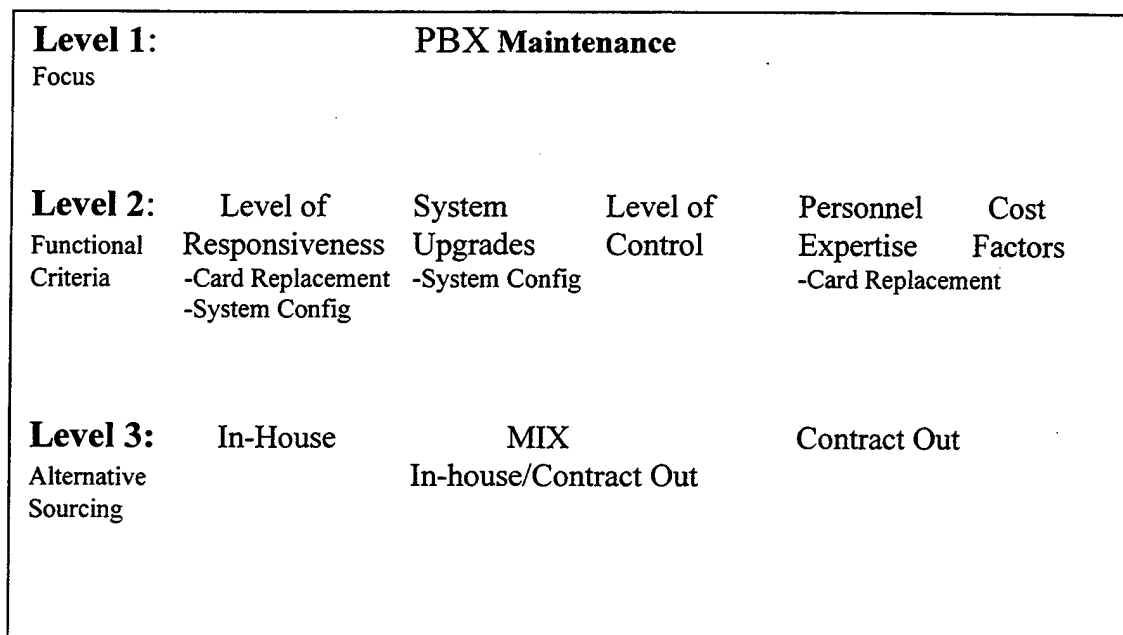 Level 1: PBX Maintenance
Focus
Level 2: Level of System Level of Personnel Cost
Functional Responsiveness Upgrades Control Expertise Factors
Criteria -Card Replacement -System Config -Card Replacement
-System Config
Level 3: In-House MIX Contract Out
Alternative In-house/Contract Out
Sourcing